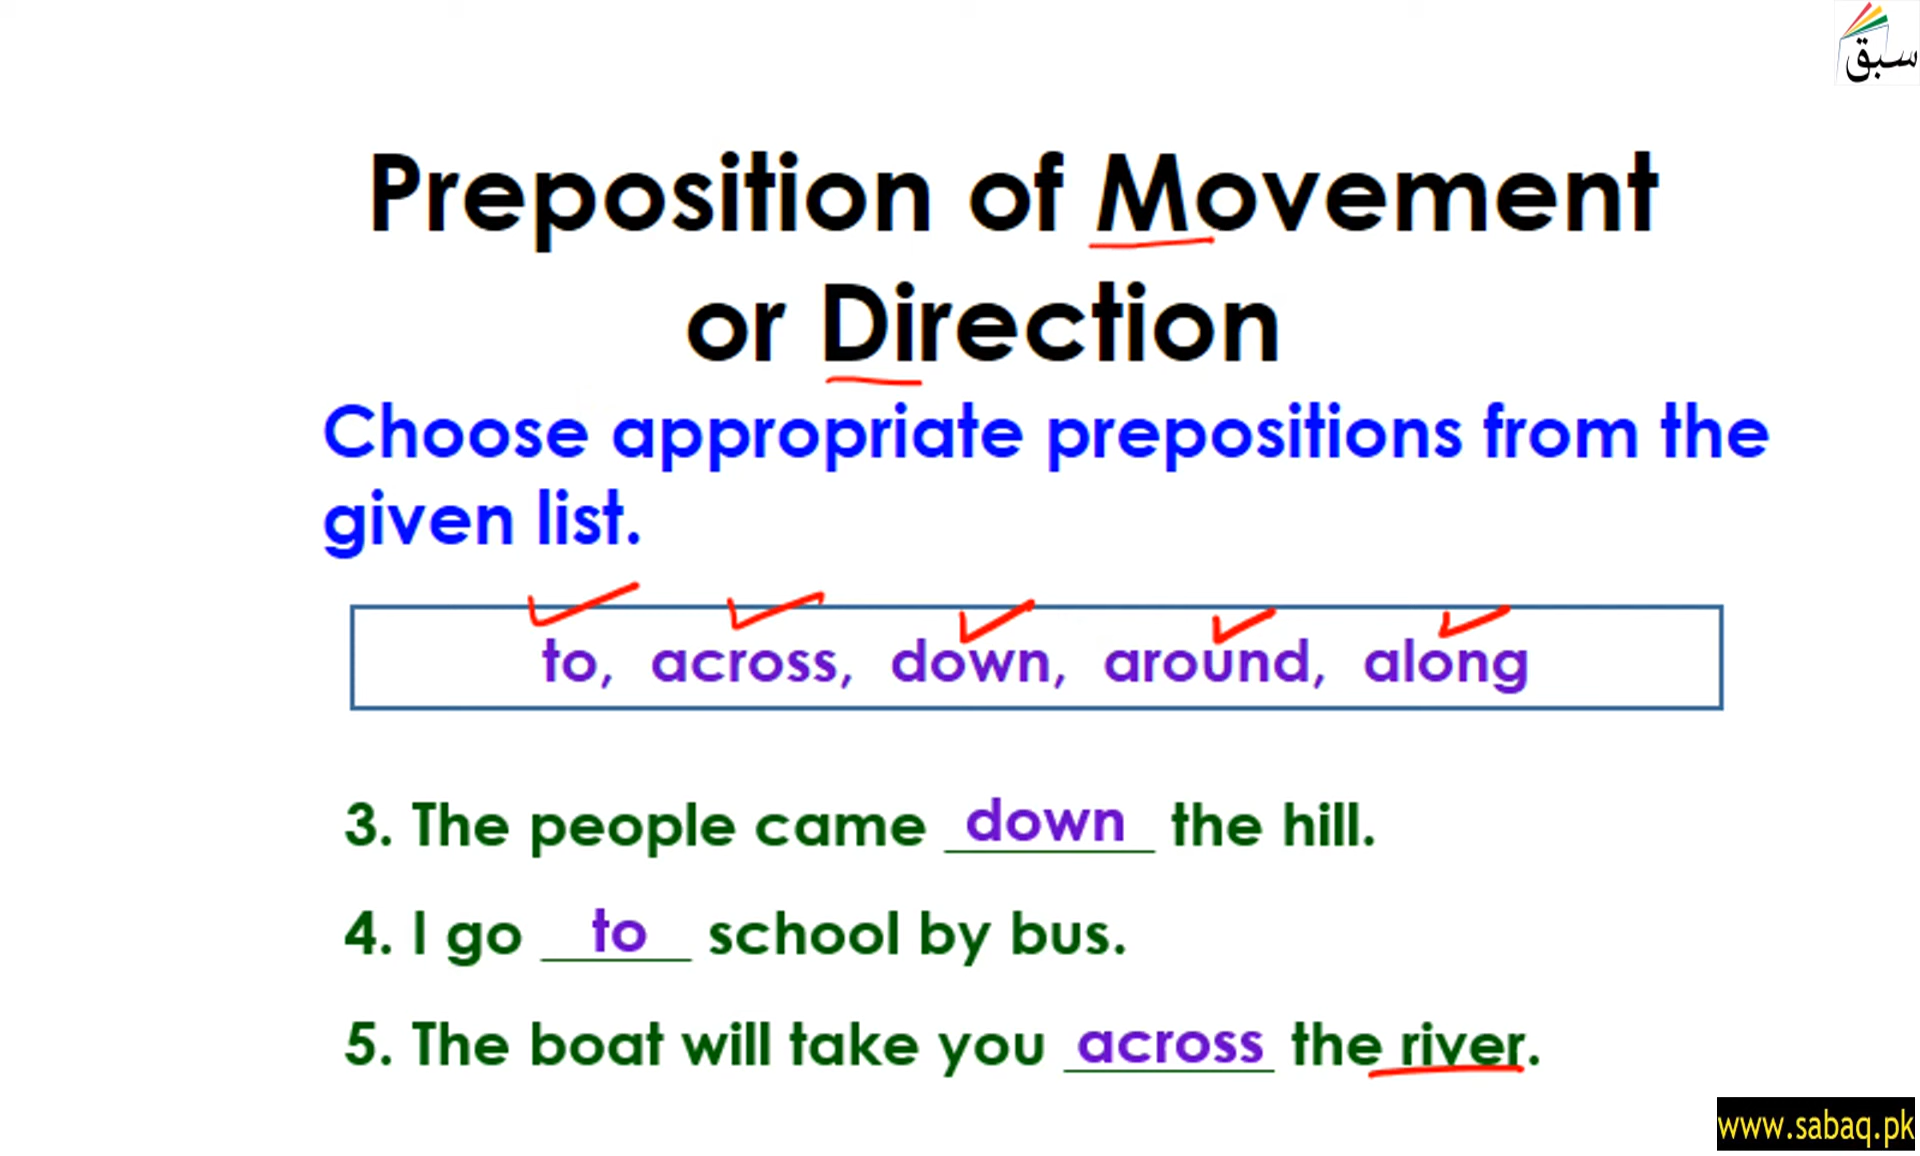 سبق
Preposition of Movement
or Direction
Choose appropriate prepositions from the
given list.
to, across, down, around, along
3. The people came down the hill.
4. I go to school by bus.
5. The boat will take you across the river.
www.sabaq.pk